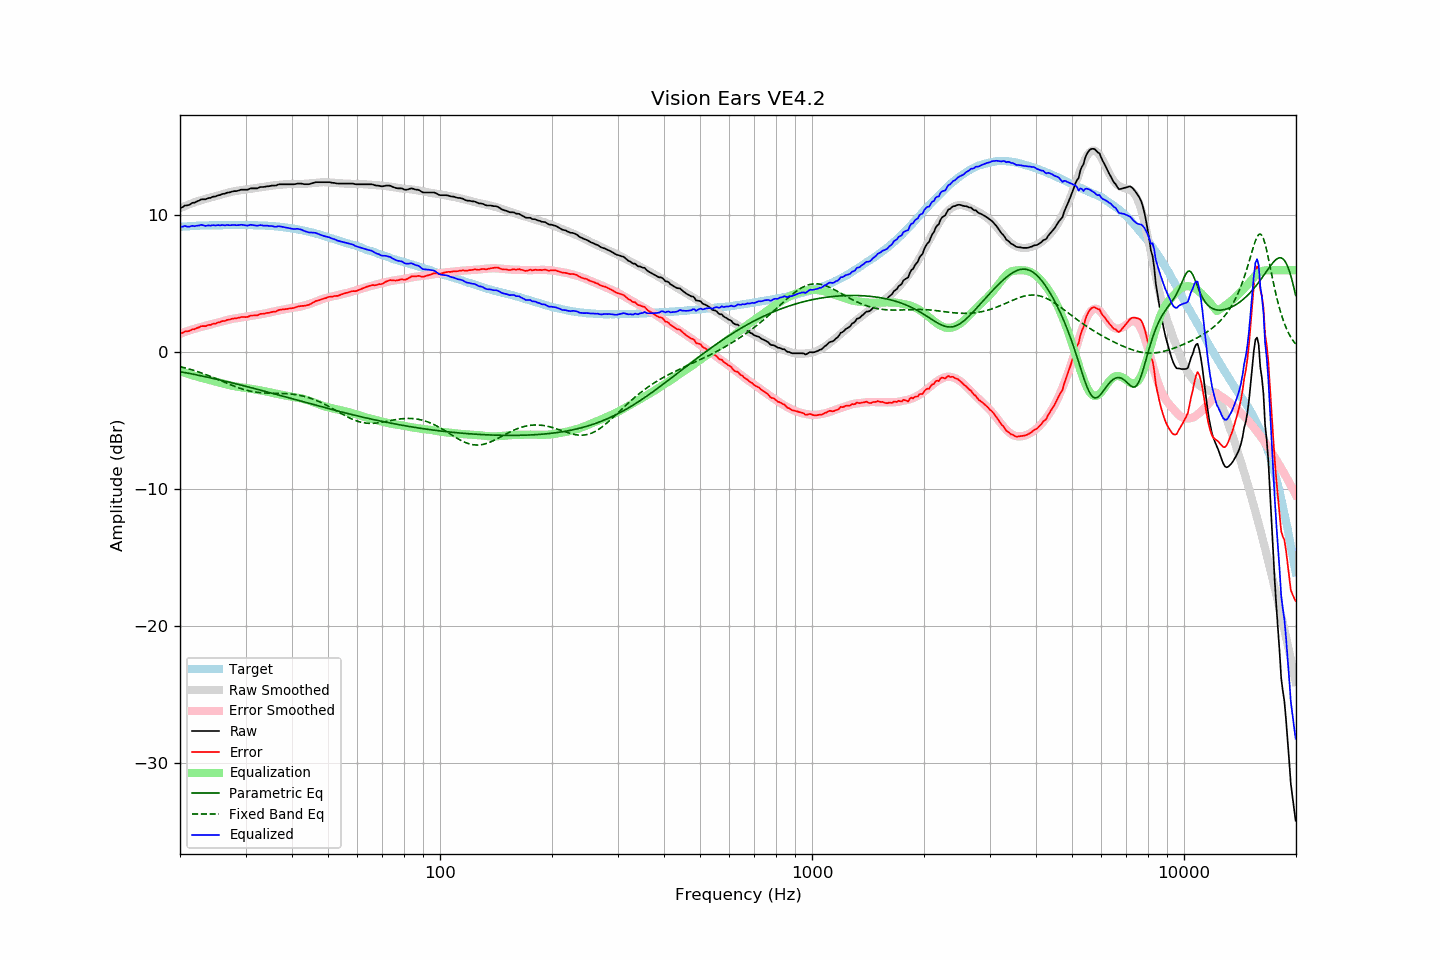 Vision Ears VE4.2
10
0
−10
−20
−30
Amplitude (dBr)
Target
Raw Smoothed
Error Smoothed
Raw
Error
Equalization
Parametric Eq
Fixed Band Eq
Equalized
100
1000
10000
Frequency (Hz)